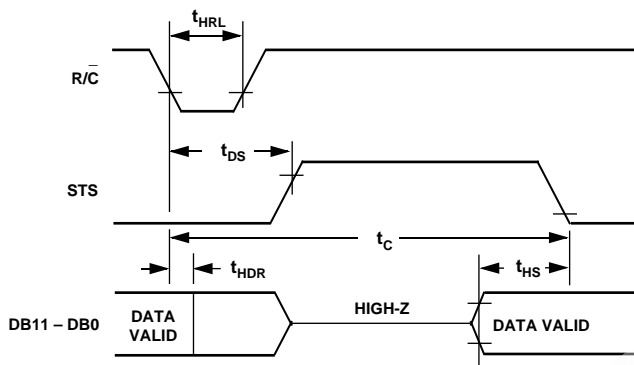 tHRL
R/C̅
tDS
STS
tC
tHDR
tHS
DB11 – DB0
DATA
VALID
HIGH-Z
DATA VALID